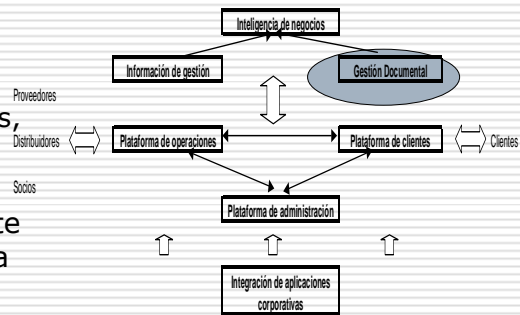 Inteligencia de negocios
Información de gestión
Gestión Documental
Proveedores
s,
Distribuidores
Plataforma de operaciones
Plataforma de clientes
Clientes
Socios
te
Plataforma de administración
a
Integración de aplicaciones
corporativas